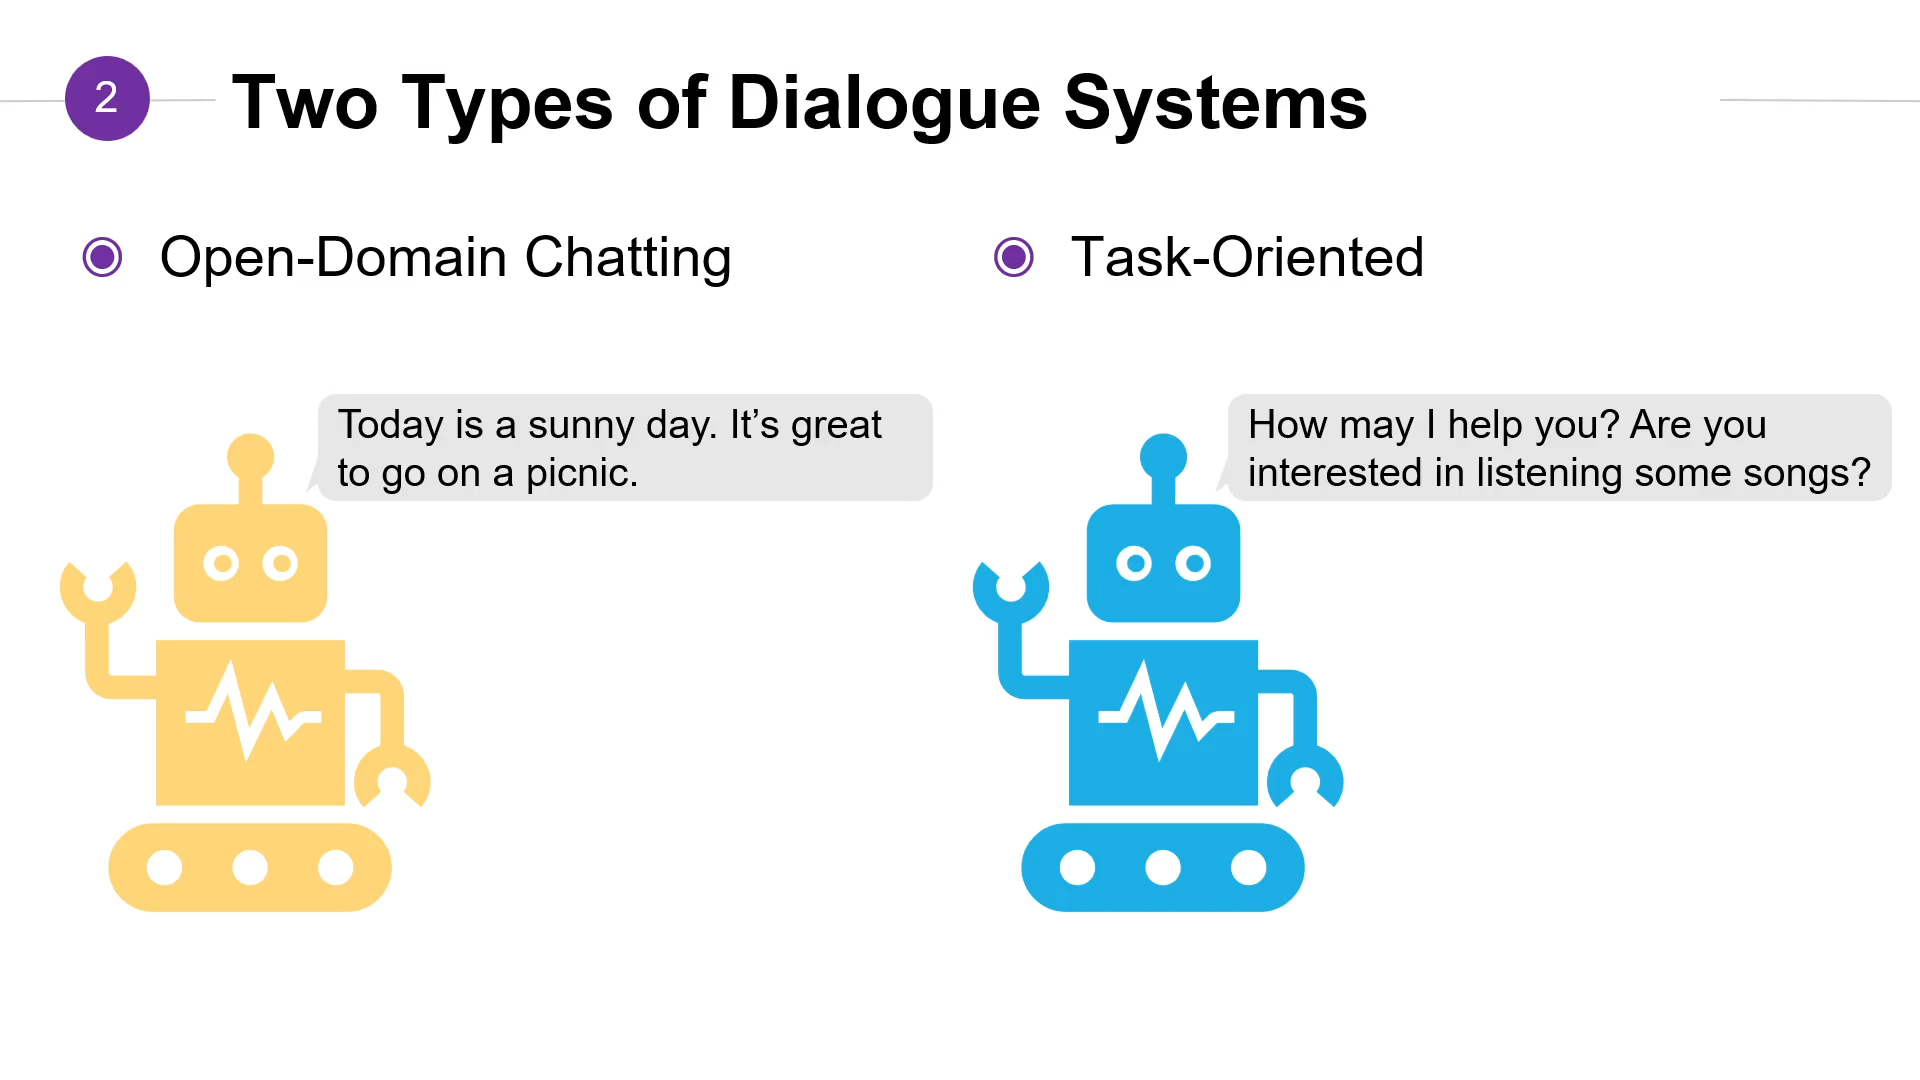 2
Two Types of Dialogue Systems
Open-Domain Chatting
Task-Oriented
Today is a sunny day. It’s great
to go on a picnic.
How may I help you? Are you
interested in listening some songs?